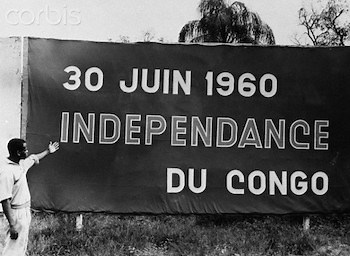 corbis
30 JUIN 1960
INDEPENDANCE
DU CONGO